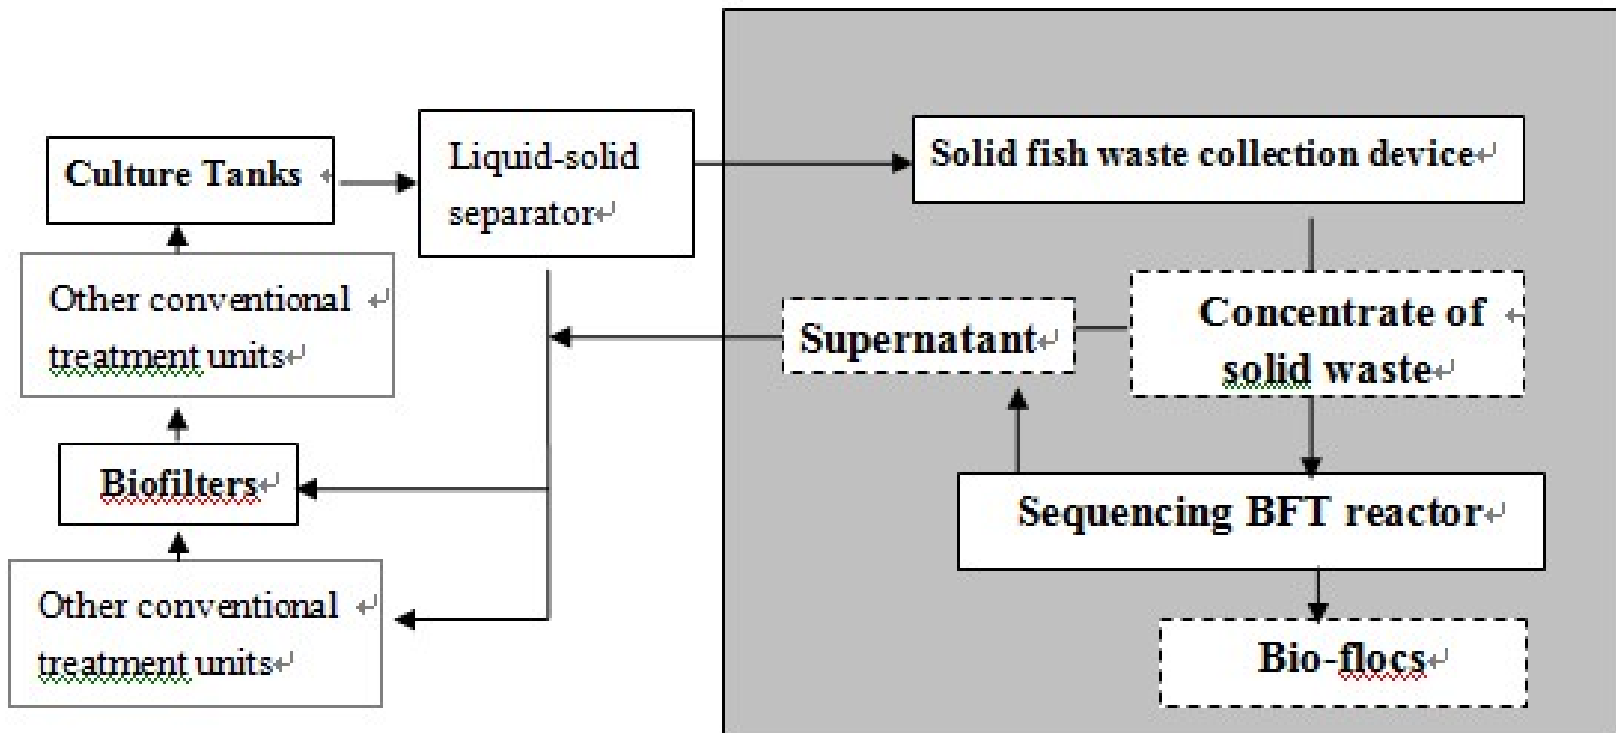 Culture Tanks
Liquid-solid
separator
Solid fish waste collection device
Other conventional
treatment units
Supernatant
Concentrate of
solid waste
Biofilters
Sequencing BFT reactor
Other conventional
treatment units
Bio-flocs